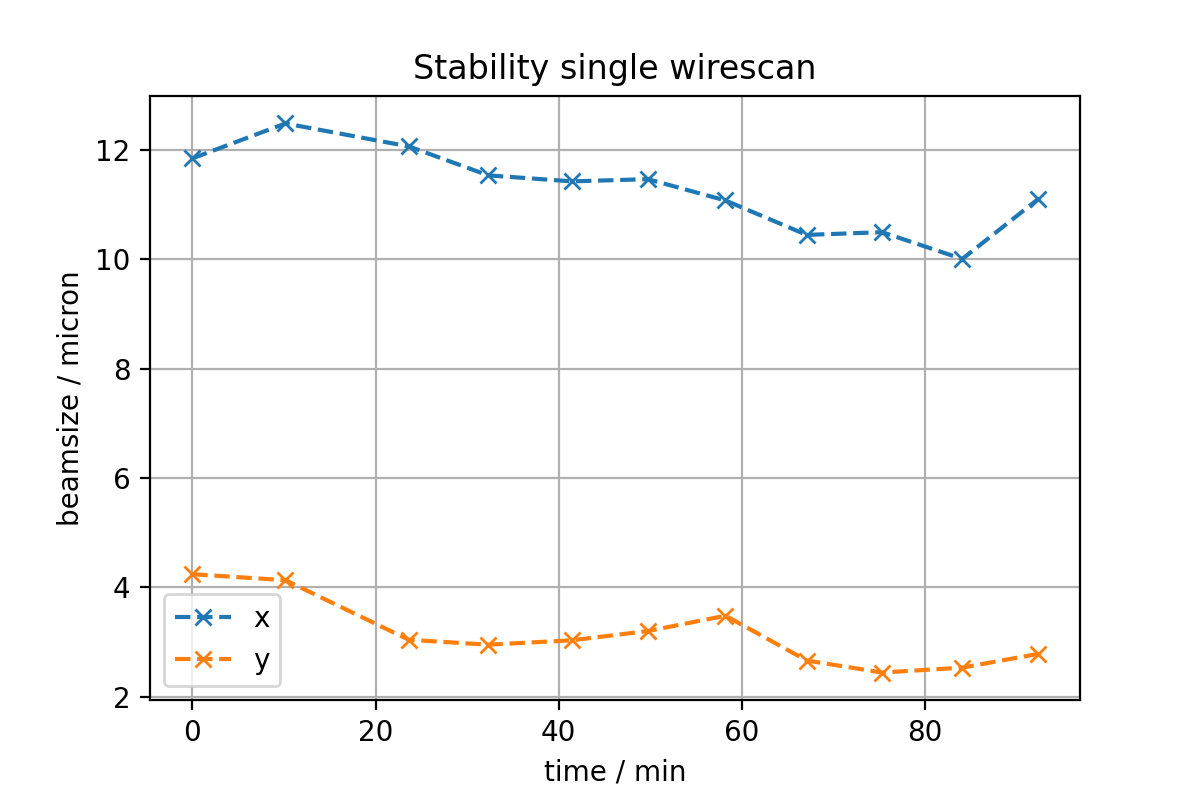 Stability single wirescan
12
10
8
6
4
2
beamsize / micron
x
y
0 20 40 60 80
time / min